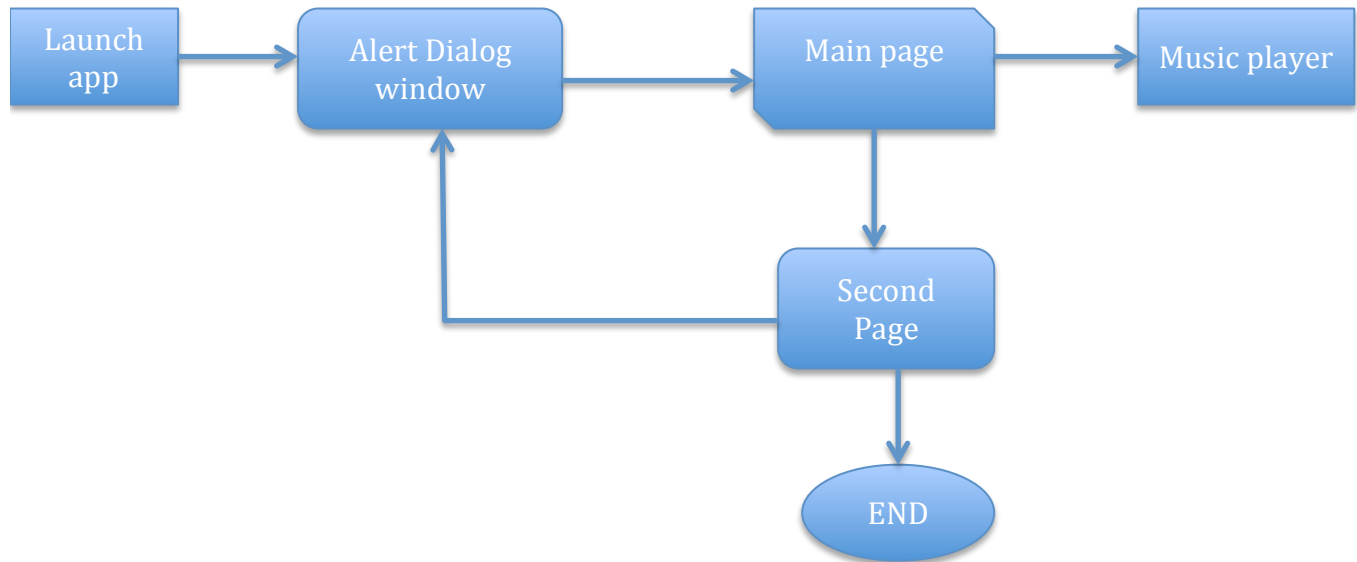 Launch
app
Alert Dialog
window
Main page
Music player
Second
Page
END